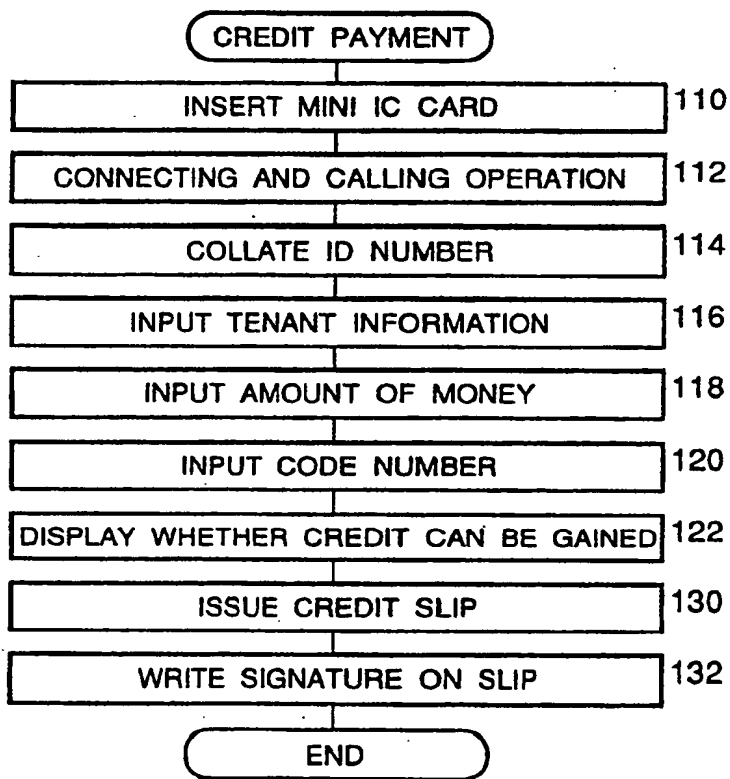 CREDIT PAYMENT
INSERT MINI IC CARD 110
CONNECTING AND CALLING OPERATION 112
COLLATE ID NUMBER 114
INPUT TENANT INFORMATION 116
INPUT AMOUNT OF MONEY 118
INPUT CODE NUMBER 120
DISPLAY WHETHER CREDIT CAN BE GAINED 122
ISSUE CREDIT SLIP 130
WRITE SIGNATURE ON SLIP 132
END